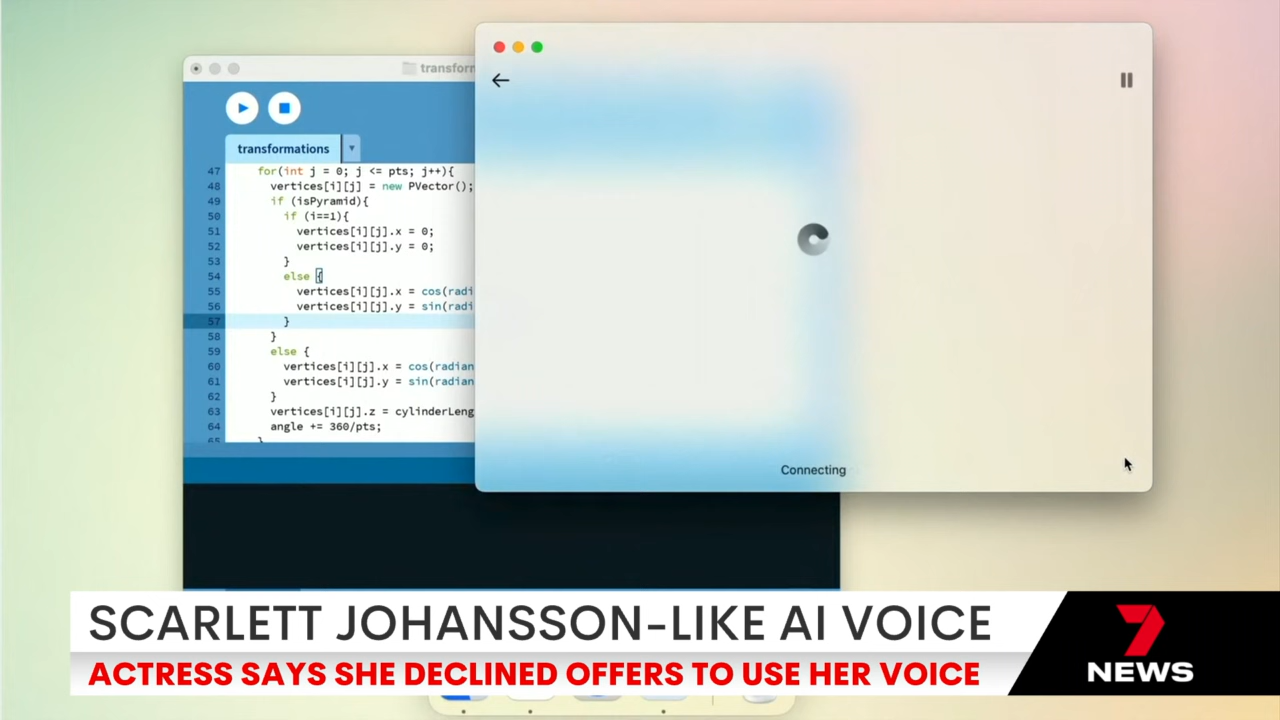 transform
transformations
47 for(int j = 0; j <= pts; j++){
48 vertices[i][j] = new PVector();
49 if (isPyramid){
50 if (i==1){
51 vertices[i][j].x = 0;
52 vertices[i][j].y = 0;
53 }
54 else {
55 vertices[i][j].x = cos(radi
56 vertices[i][j].y = sin(radi
57 }
58 }
59 else {
60 vertices[i][j].x = cos(radian
61 vertices[i][j].y = sin(radian
62 }
63 vertices[i][j].z = cylinderLeng
64 angle += 360/pts;
65 }
Connecting
SCARLETT JOHANSSON-LIKE AI VOICE
ACTRESS SAYS SHE DECLINED OFFERS TO USE HER VOICE
7
NEWS